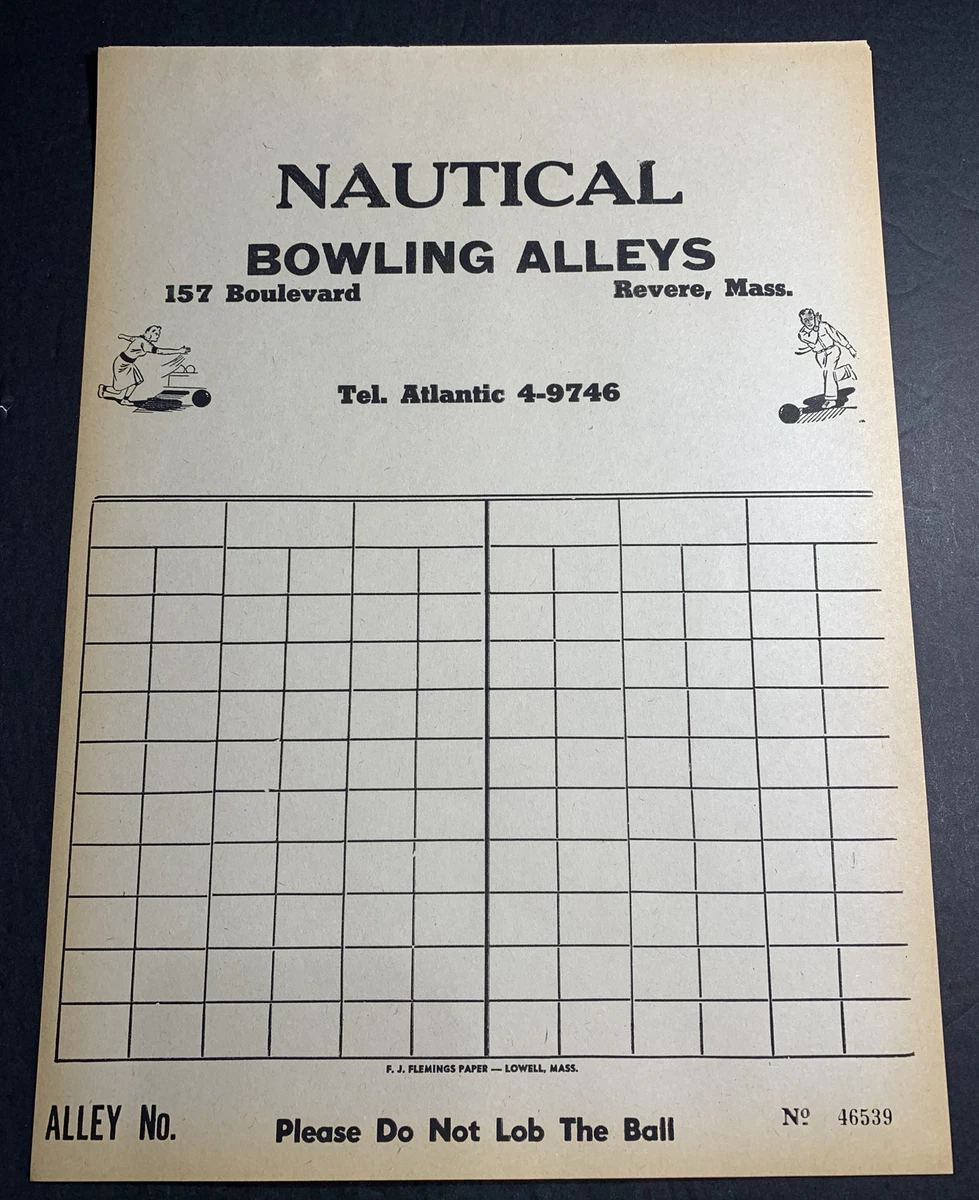 NAUTICAL
BOWLING ALLEYS
157 Boulevard Revere, Mass.
Tel. Atlantic 4-9746
F. J. FLEMINGS PAPER — LOWELL, MASS.
ALLEY No. Please Do Not Lob The Ball Nº 46539